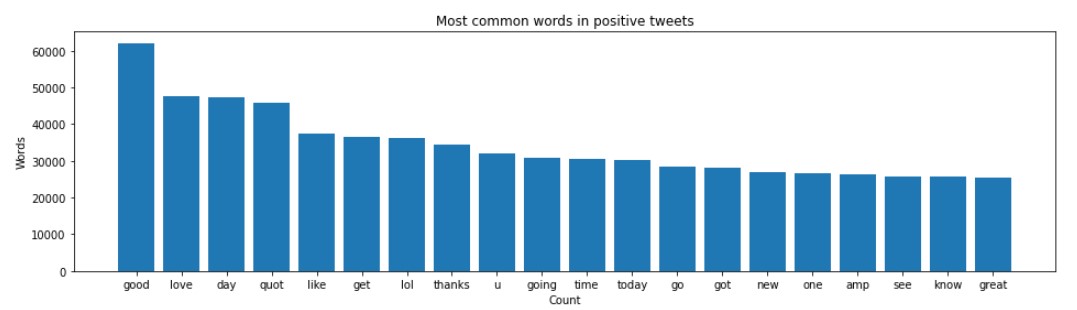 Most common words in positive tweets
Words
60000
50000
40000
30000
20000
10000
0
good love day quot like get lol thanks u going time today go got new one amp see know great
Count